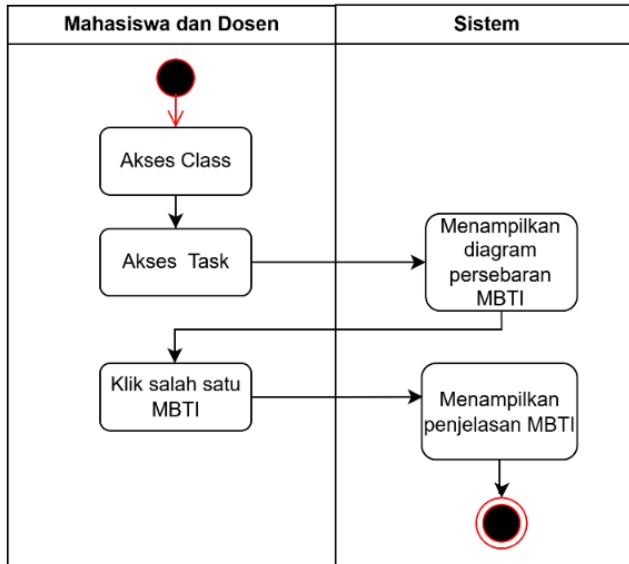 Mahasiswa dan Dosen
Sistem
Akses Class
Akses Task
Menampilkan
diagram
persebaran
MBTI
Klik salah satu
MBTI
Menampilkan
penjelasan MBTI